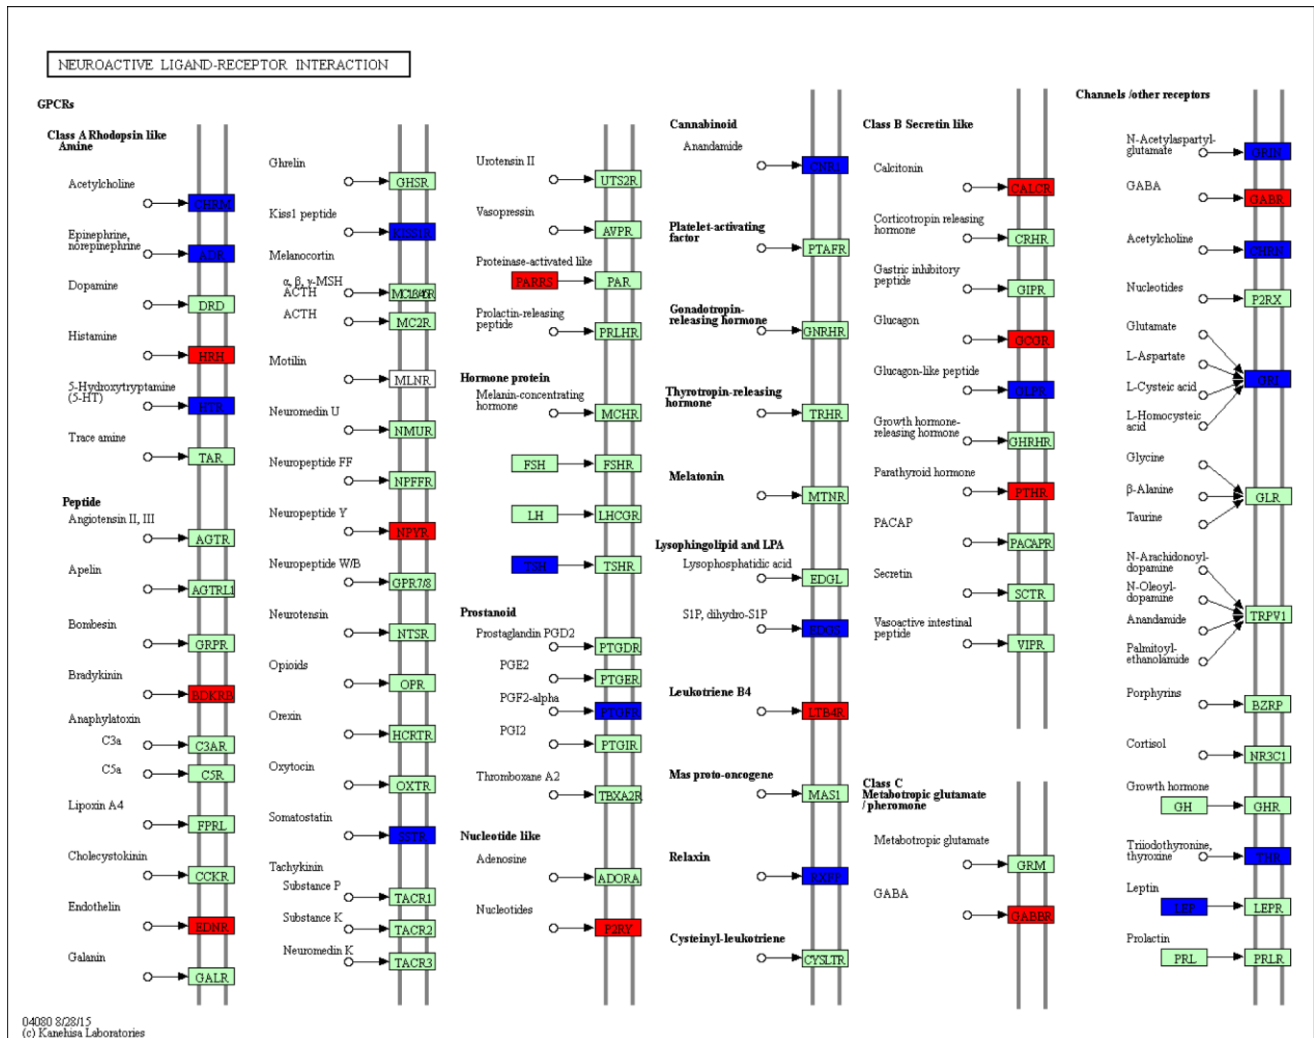 NEUROACTIVE LIGAND-RECEPTOR INTERACTION
GPCRs
Class A Rhodopsin like
Amine
Acetylcholine
CHRM
Epinephrine,
norepinephrine,
ADR
Dopamine
DRD
Histamine
HRH
5-Hydroxytryptamine
(5-HT)
HTR
Trace amine
TAR
Peptide
Angiotensin II, III
AGTR
Apelin
AGTRL1
Bombesin
GRPR
Bradykinin
BDKRB
Anaphylatoxin
C3a
C3AR
C5a
C5R
Lipoxin A4
FPRL
Cholecystokinin
CCKR
Endothelin
EDNR
Galanin
GALR
Ghrelin
GHSR
Kiss1 peptide
KISS1R
Melanocortin
α, β, γ-MSH
ACTH
ACTH
MC2R
Motilin
MLNR
Neuromedin U
NMUR
Neuropeptide FF
NPFFR
Neuropeptide Y
NPYR
Neuropeptide W/B
GPR7/8
Neurotensin
NTSR
Opioids
OPR
Orexin
HCRTR
Oxytocin
OXTR
Somatostatin
SSTR
Tachykinin
Substance P
TACR1
Substance K
TACR2
Neuromedin K
TACR3
Urotensin II
UTS2R
Vasopressin
AVPR
Proteinase-activated like
PARRS
PAR
Prolactin-releasing
peptide
PRLHR
Hormone protein
Melanin-concentrating
hormone
MCHR
FSH
FSHR
LH
LHCGR
TSH
TSHR
Prostanoid
Prostaglandin PGD2
PTGDR
PGE2
PTGER
PGF2-alpha
PTGFR
PGI2
PTGIR
Thromboxane A2
TBXA2R
Nucleotide like
Adenosine
ADORA
Nucleotides
P2RY
Cannabinoid
Anandamide
CNR1
Platelet-activating
factor
PTAFR
Gonadotropin-
releasing hormone
GNRHR
Thyrotropin-releasing
hormone
TRHR
Melatonin
MTNR
Lysophingolipid and LPA
Lysophosphatidic acid
EDGL
S1P, dihydro-S1P
EDGS
Leukotriene B4
LTB4R
Mas proto-oncogene
MAS1
Relaxin
RXFP
Cysteinyl-leukotriene
CYSLTR
Class B Secretin like
Calcitonin
CALCR
Corticotropin releasing
hormone
CRHR
Gastric inhibitory
peptide
GIPR
Glucagon
GCGR
Glucagon-like peptide
GLPR
Growth hormone-
releasing hormone
GHRHR
Parathyroid hormone
PTHR
PACAP
PACAPR
Secretin
SCTR
Vasoactive intestinal
peptide
VIPR
Class C
Metabotropic glutamate
/ pheromone
Metabotropic glutamate
GRM
GABA
GABBR
Channels /other receptors
N-Acetylaspartyl-
glutamate
GRIN
GABA
GABR
Acetylcholine
CHRN
Nucleotides
P2RX
Glutamate
L-Aspartate
L-Cysteic acid
L-Homocysteic
acid
GRI
Glycine
β-Alanine
Taurine
GLR
N-Arachidonoyl-
dopamine
N-Oleoyl-
dopamine
Anandamide
Palmitoyl-
ethanolamide
TRPV1
Porphyrins
BZRP
Cortisol
NR3C1
Growth hormone
GH
GHR
Triiodothyronine,
thyroxine
THR
Leptin
LEP
LEPR
Prolactin
PRL
PRLR
04080 8/28/15
(c) Kanehisa Laboratories